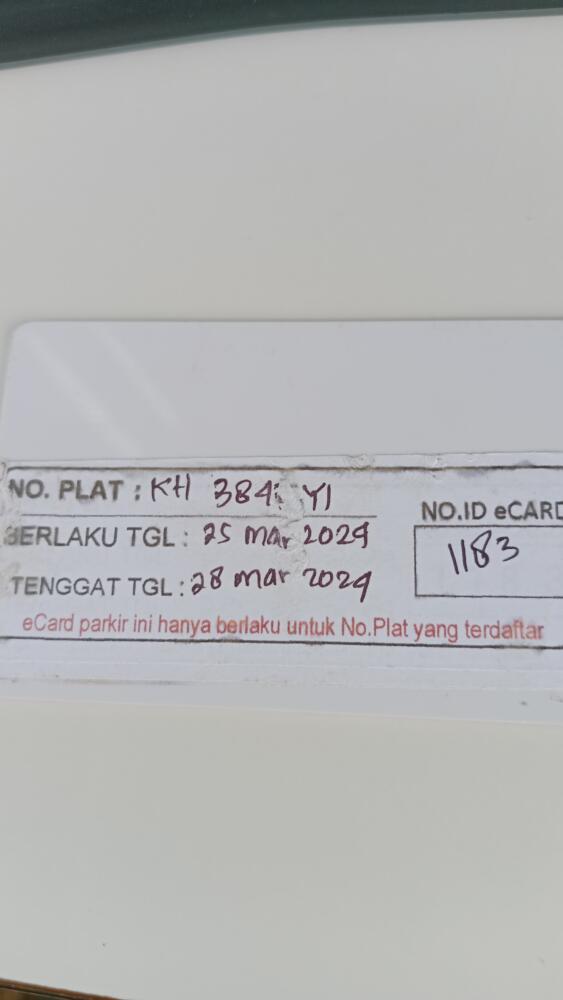 NO. PLAT : KH YI
BERLAKU TGL : 25 Mar 2024
NO.ID eCARD
1183
TENGGAT TGL : 28 mar 2024
eCard parkir ini hanya berlaku untuk No.Plat yang terdaftar